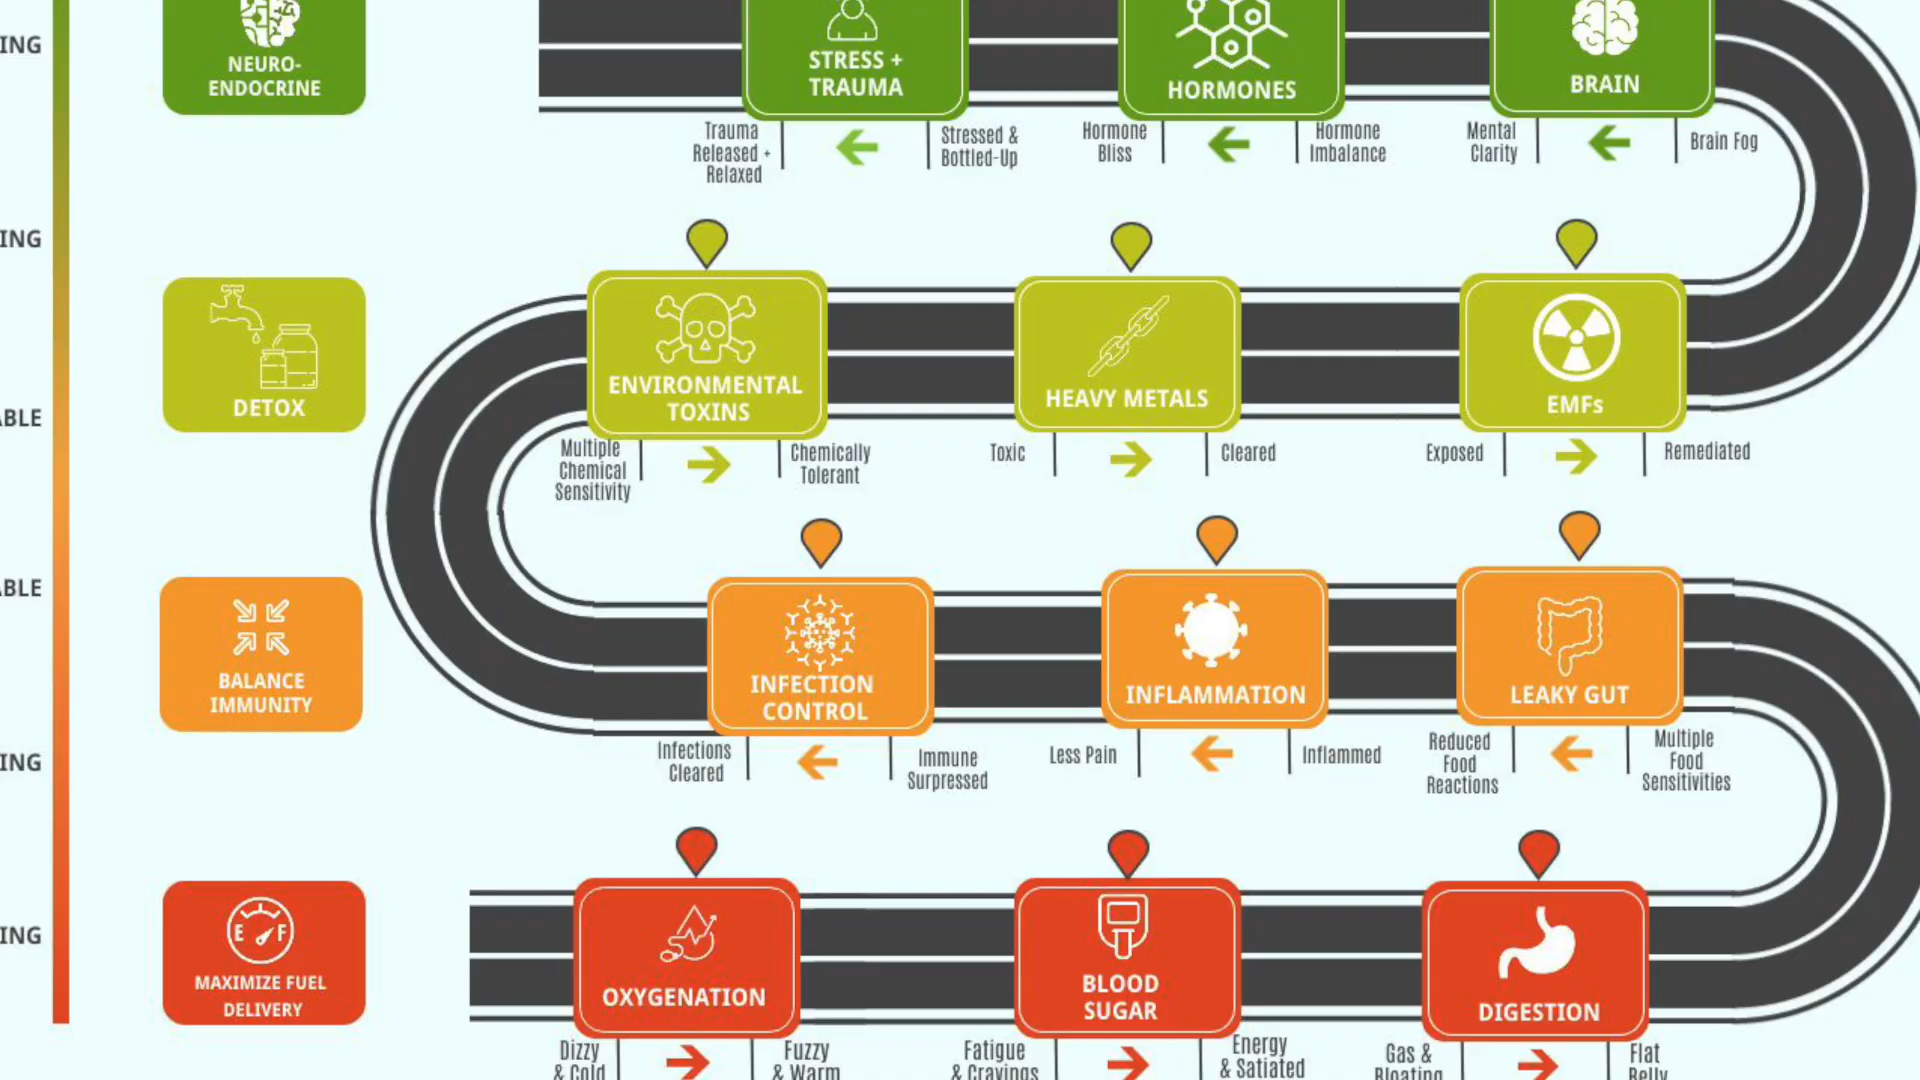 ING
NEURO-
ENDOCRINE
STRESS +
TRAUMA
HORMONES
BRAIN
Trauma
Released +
Relaxed
Stressed &
Bottled-Up
Hormone
Bliss
Hormone
Imbalance
Mental
Clarity
Brain Fog
ING
DETOX
ENVIRONMENTAL
TOXINS
HEAVY METALS
EMFs
ABLE
Multiple
Chemical
Sensitivity
Chemically
Tolerant
Toxic
Cleared
Exposed
Remediated
ABLE
BALANCE
IMMUNITY
INFECTION
CONTROL
INFLAMMATION
LEAKY GUT
ING
Infections
Cleared
Immune
Surpressed
Less Pain
Inflammed
Reduced
Food
Reactions
Multiple
Food
Sensitivities
ING
E F
MAXIMIZE FUEL
DELIVERY
OXYGENATION
BLOOD
SUGAR
DIGESTION
Dizzy
& Cold
Fuzzy
& Warm
Fatigue
& Cravings
Energy
& Satiated
Gas &
Bloating
Flat
Belly